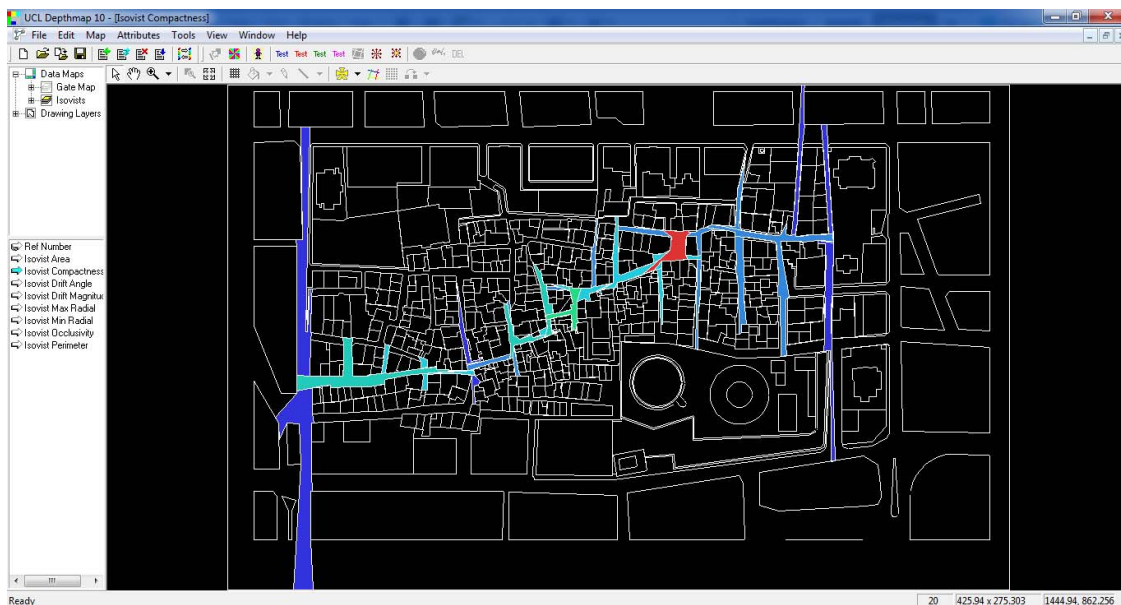 UCL Depthmap 10 - [Isovist Compactness]
File Edit Map Attributes Tools View Window Help
Test Test Test Test DEL
Data Maps
Gate Map
Isovists
Drawing Layers
Ref Number
Isovist Area
Isovist Compactness
Isovist Drift Angle
Isovist Drift Magnitud
Isovist Max Radial
Isovist Min Radial
Isovist Occlusivity
Isovist Perimeter
Ready 20 425.94 x 275.303 1444.94, 862.256